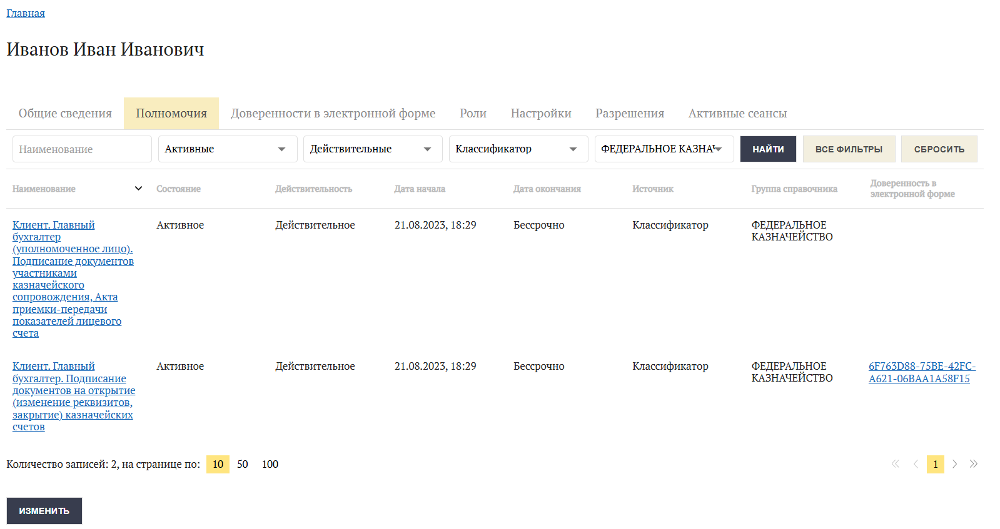 Главная
Иванов Иван Иванович
Общие сведения Полномочия Доверенности в электронной форме Роли Настройки Разрешения Активные сеансы
Наименование Активные Действительные Классификатор ФЕДЕРАЛЬНОЕ КАЗНАЧ НАЙТИ ВСЕ ФИЛЬТРЫ СБРОСИТЬ
Наименование Состояние Действительность Дата начала Дата окончания Источник Группа справочника Доверенность в
электронной форме
Клиент. Главный Активное Действительное 21.08.2023, 18:29 Бессрочно Классификатор ФЕДЕРАЛЬНОЕ
бухгалтер КАЗНАЧЕЙСТВО
(уполномоченное лицо).
Подписание документов
участниками
казначейского
сопровождения, Акта
приемки-передачи
показателей лицевого
счета
Клиент. Главный Активное Действительное 21.08.2023, 18:29 Бессрочно Классификатор ФЕДЕРАЛЬНОЕ 6F763D88-75BE-42FC-
бухгалтер. Подписание КАЗНАЧЕЙСТВО A621-06BAA1A58F15
документов на открытие
(изменение реквизитов,
закрытие) казначейских
счетов
Количество записей: 2, на странице по: 10 50 100 1
ИЗМЕНИТЬ